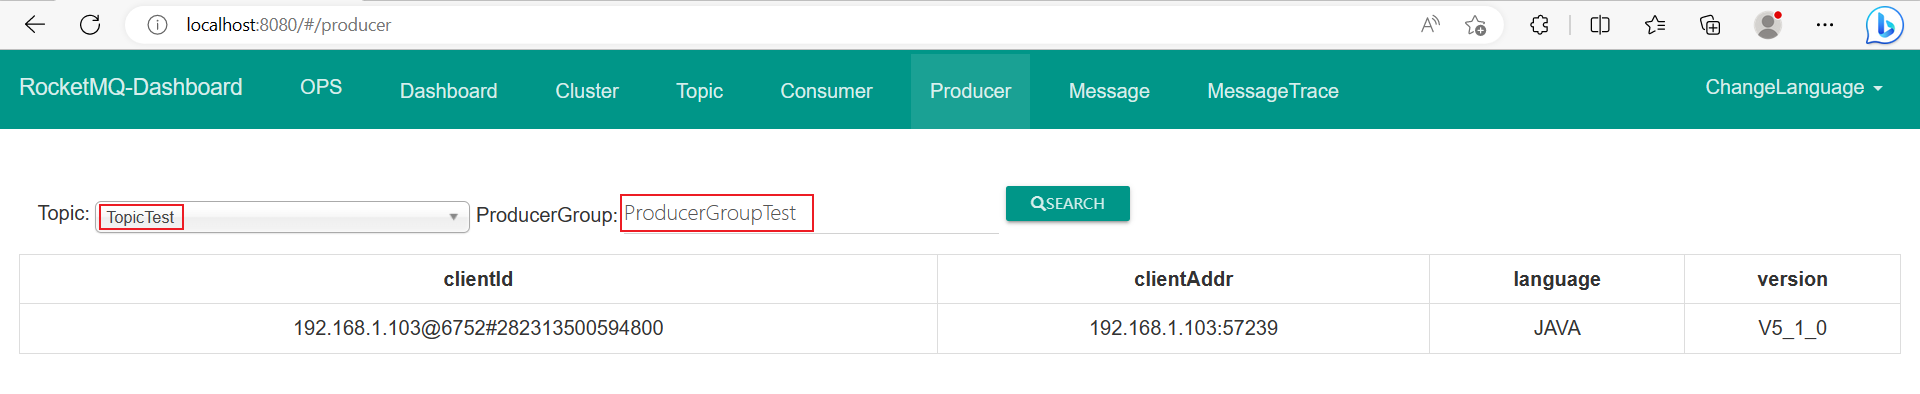 localhost:8080/#/producer
RocketMQ-Dashboard OPS Dashboard Cluster Topic Consumer Producer Message MessageTrace ChangeLanguage
Topic: TopicTest ProducerGroup: ProducerGroupTest SEARCH
clientId clientAddr language version
192.168.1.103@6752#282313500594800 192.168.1.103:57239 JAVA V5_1_0